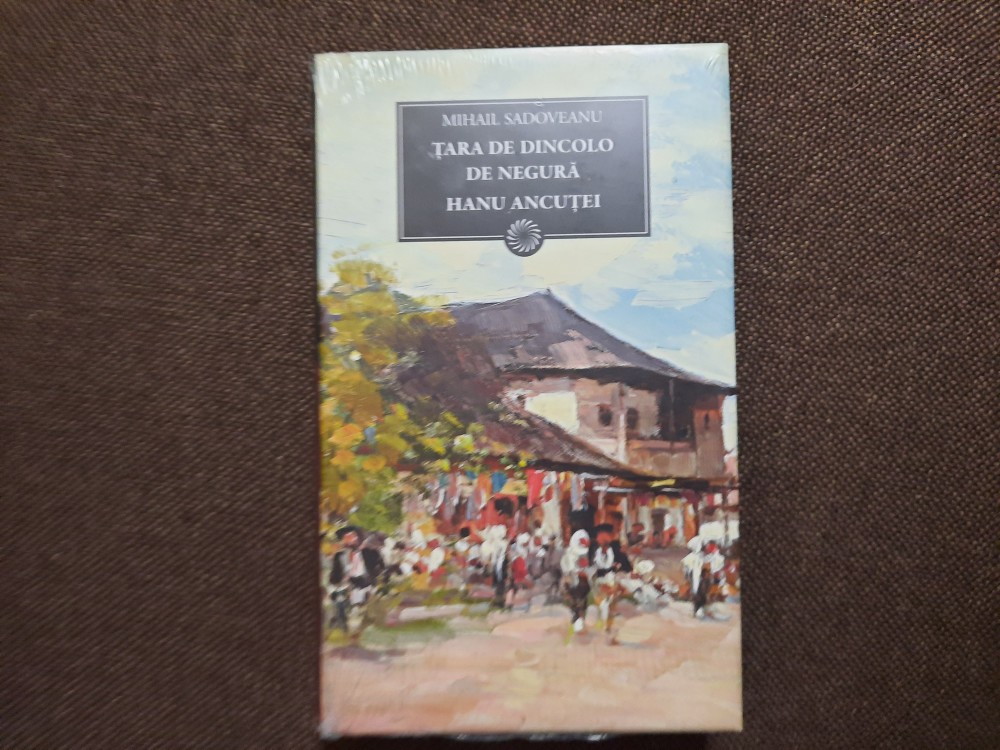 MIHAIL SADOVEANU
ȚARA DE DINCOLO
DE NEGURĂ
HANU ANCUȚEI